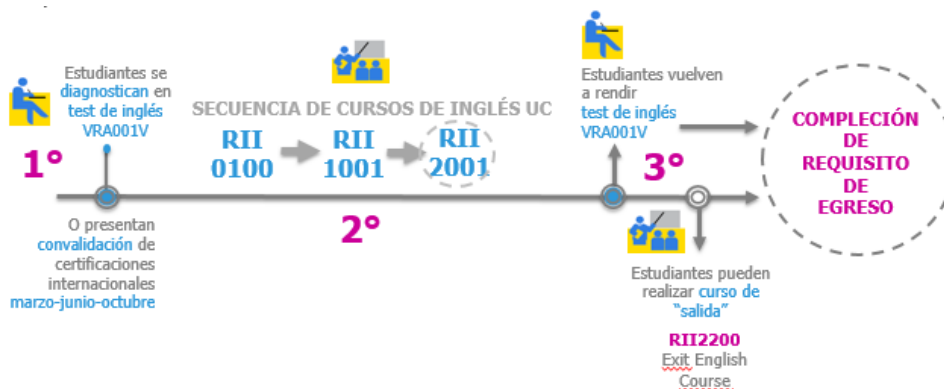 1°
Estudiantes se
diagnostican en
test de inglés
VRA001V
O presentan
convalidación de
certificaciones
internacionales
marzo-junio-octubre
SECUENCIA DE CURSOS DE INGLÉS UC
RII
0100
RII
1001
RII
2001
2°
Estudiantes vuelven
a rendir
test de inglés
VRA001V
3°
Estudiantes pueden
realizar curso de
“salida”
RII2200
Exit English
Course
COMPLECIÓN
DE
REQUISITO
DE
EGRESO